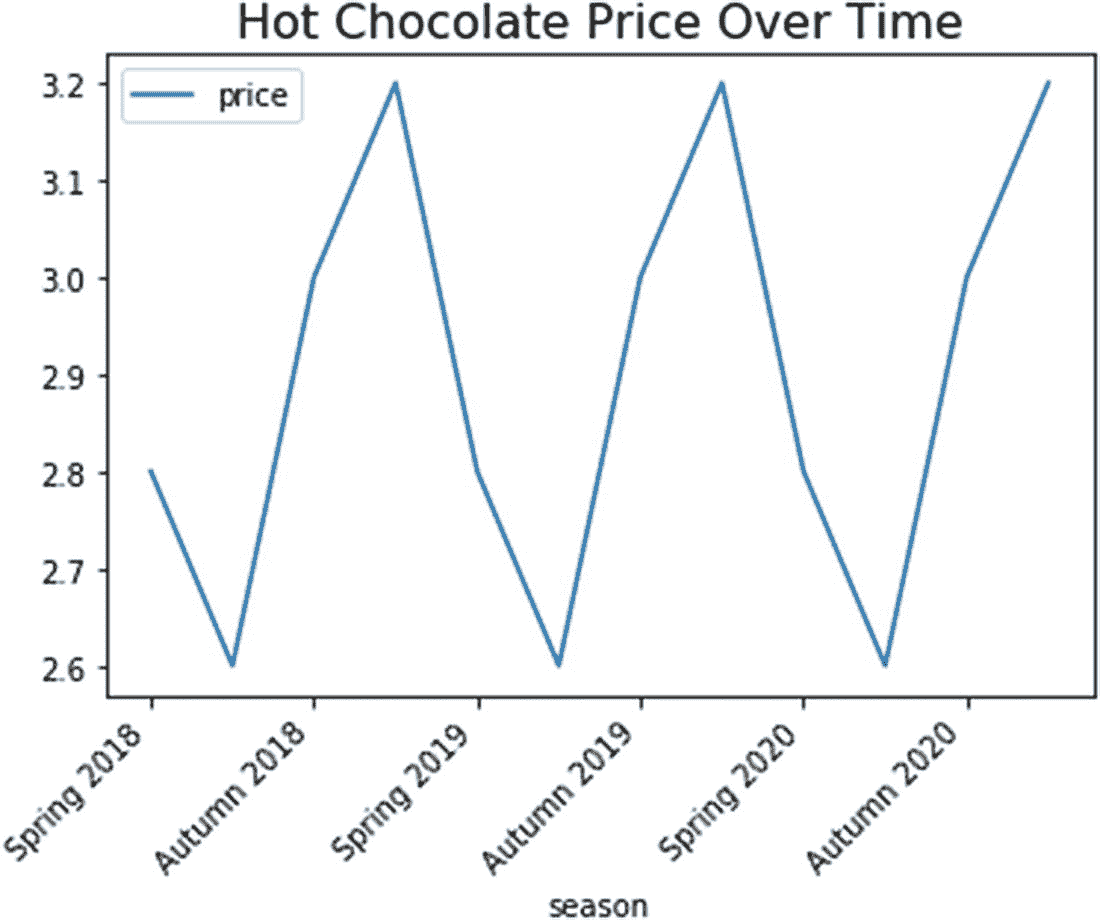 Hot Chocolate Price Over Time
price
3.2
3.1
3.0
2.9
2.8
2.7
2.6
Spring 2018
Autumn 2018
Spring 2019
Autumn 2019
Spring 2020
Autumn 2020
season